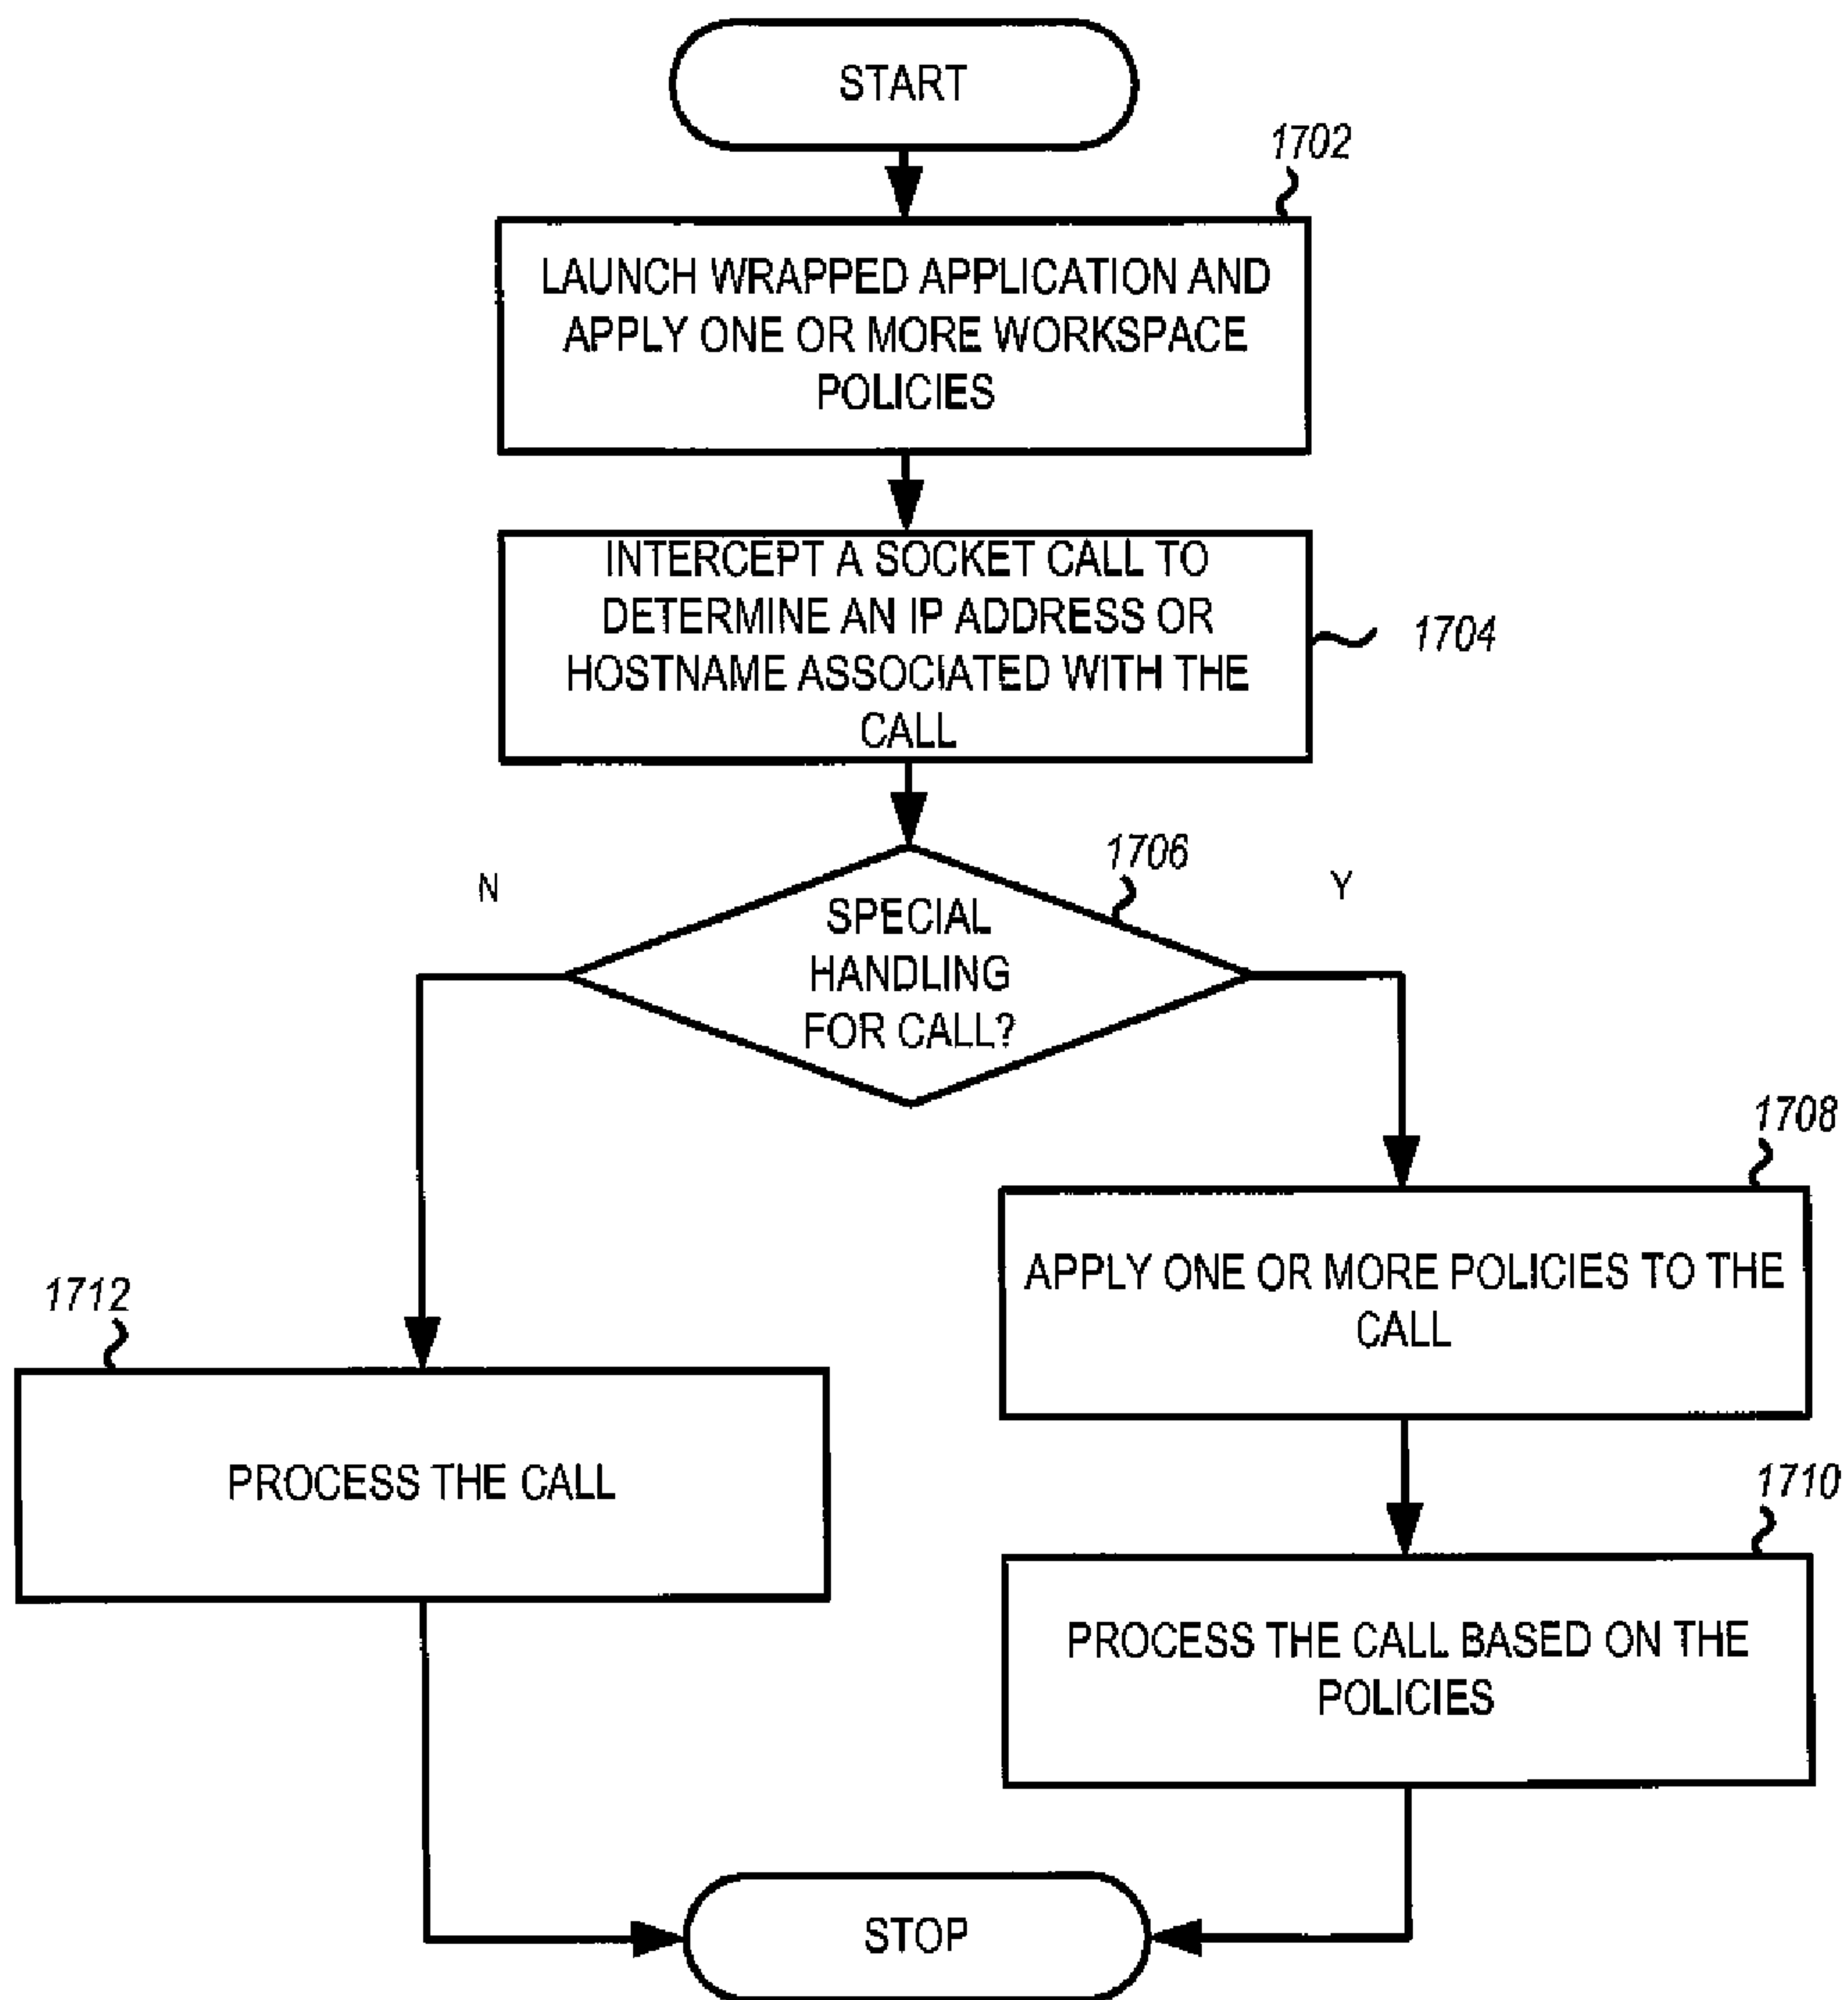 START
1702
LAUNCH WRAPPED APPLICATION AND
APPLY ONE OR MORE WORKSPACE
POLICIES
INTERCEPT A SOCKET CALL TO
DETERMINE AN IP ADDRESS OR
HOSTNAME ASSOCIATED WITH THE
CALL
1704
1706
N
Y
SPECIAL
HANDLING
FOR CALL?
1708
APPLY ONE OR MORE POLICIES TO THE
CALL
1712
PROCESS THE CALL
1710
PROCESS THE CALL BASED ON THE
POLICIES
STOP